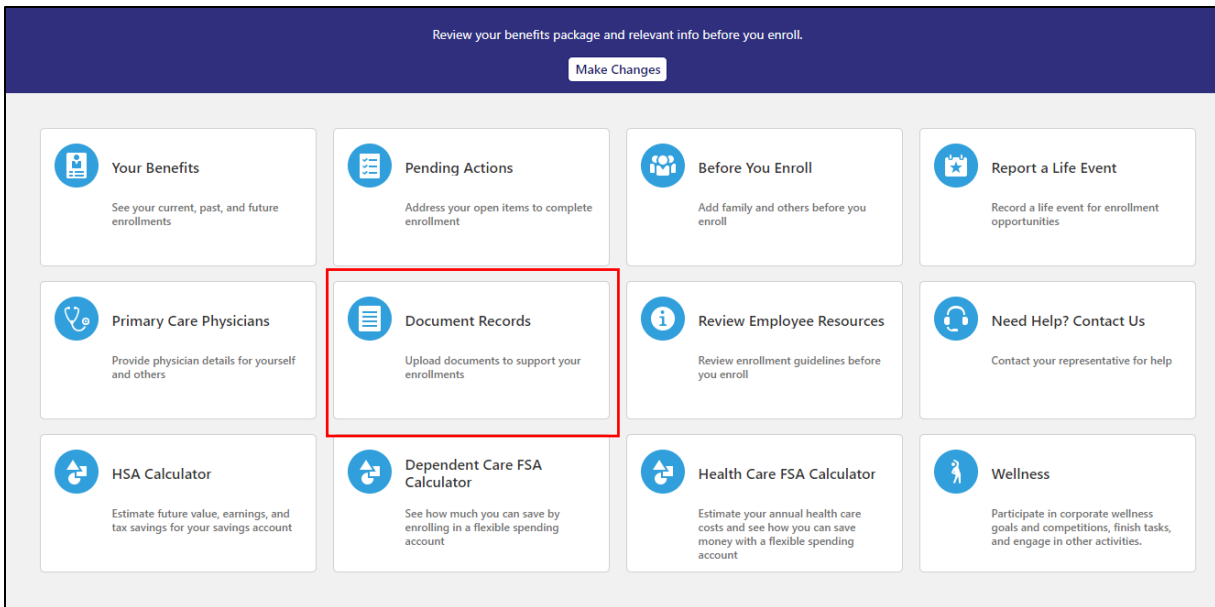 Review your benefits package and relevant info before you enroll.
Make Changes
Your Benefits
See your current, past, and future
enrollments
Pending Actions
Address your open items to complete
enrollment
Before You Enroll
Add family and others before you
enroll
Report a Life Event
Record a life event for enrollment
opportunities
Primary Care Physicians
Provide physician details for yourself
and others
Document Records
Upload documents to support your
enrollments
Review Employee Resources
Review enrollment guidelines before
you enroll
Need Help? Contact Us
Contact your representative for help
HSA Calculator
Estimate future value, earnings, and
tax savings for your savings account
Dependent Care FSA
Calculator
See how much you can save by
enrolling in a flexible spending
account
Health Care FSA Calculator
Estimate your annual health care
costs and see how you can save
money with a flexible spending
account
Wellness
Participate in corporate wellness
goals and competitions, finish tasks,
and engage in other activities.